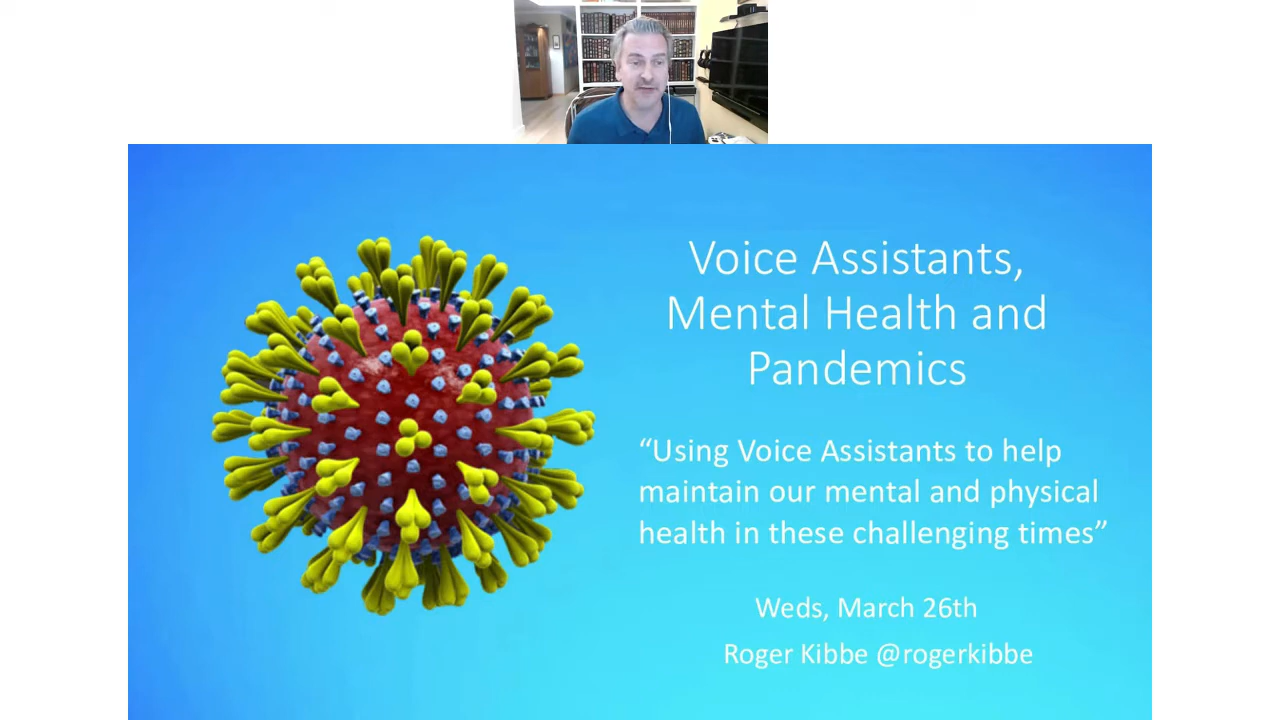 Voice Assistants,
Mental Health and
Pandemics
“Using Voice Assistants to help
maintain our mental and physical
health in these challenging times”
Weds, March 26th
Roger Kibbe @rogerkibbe